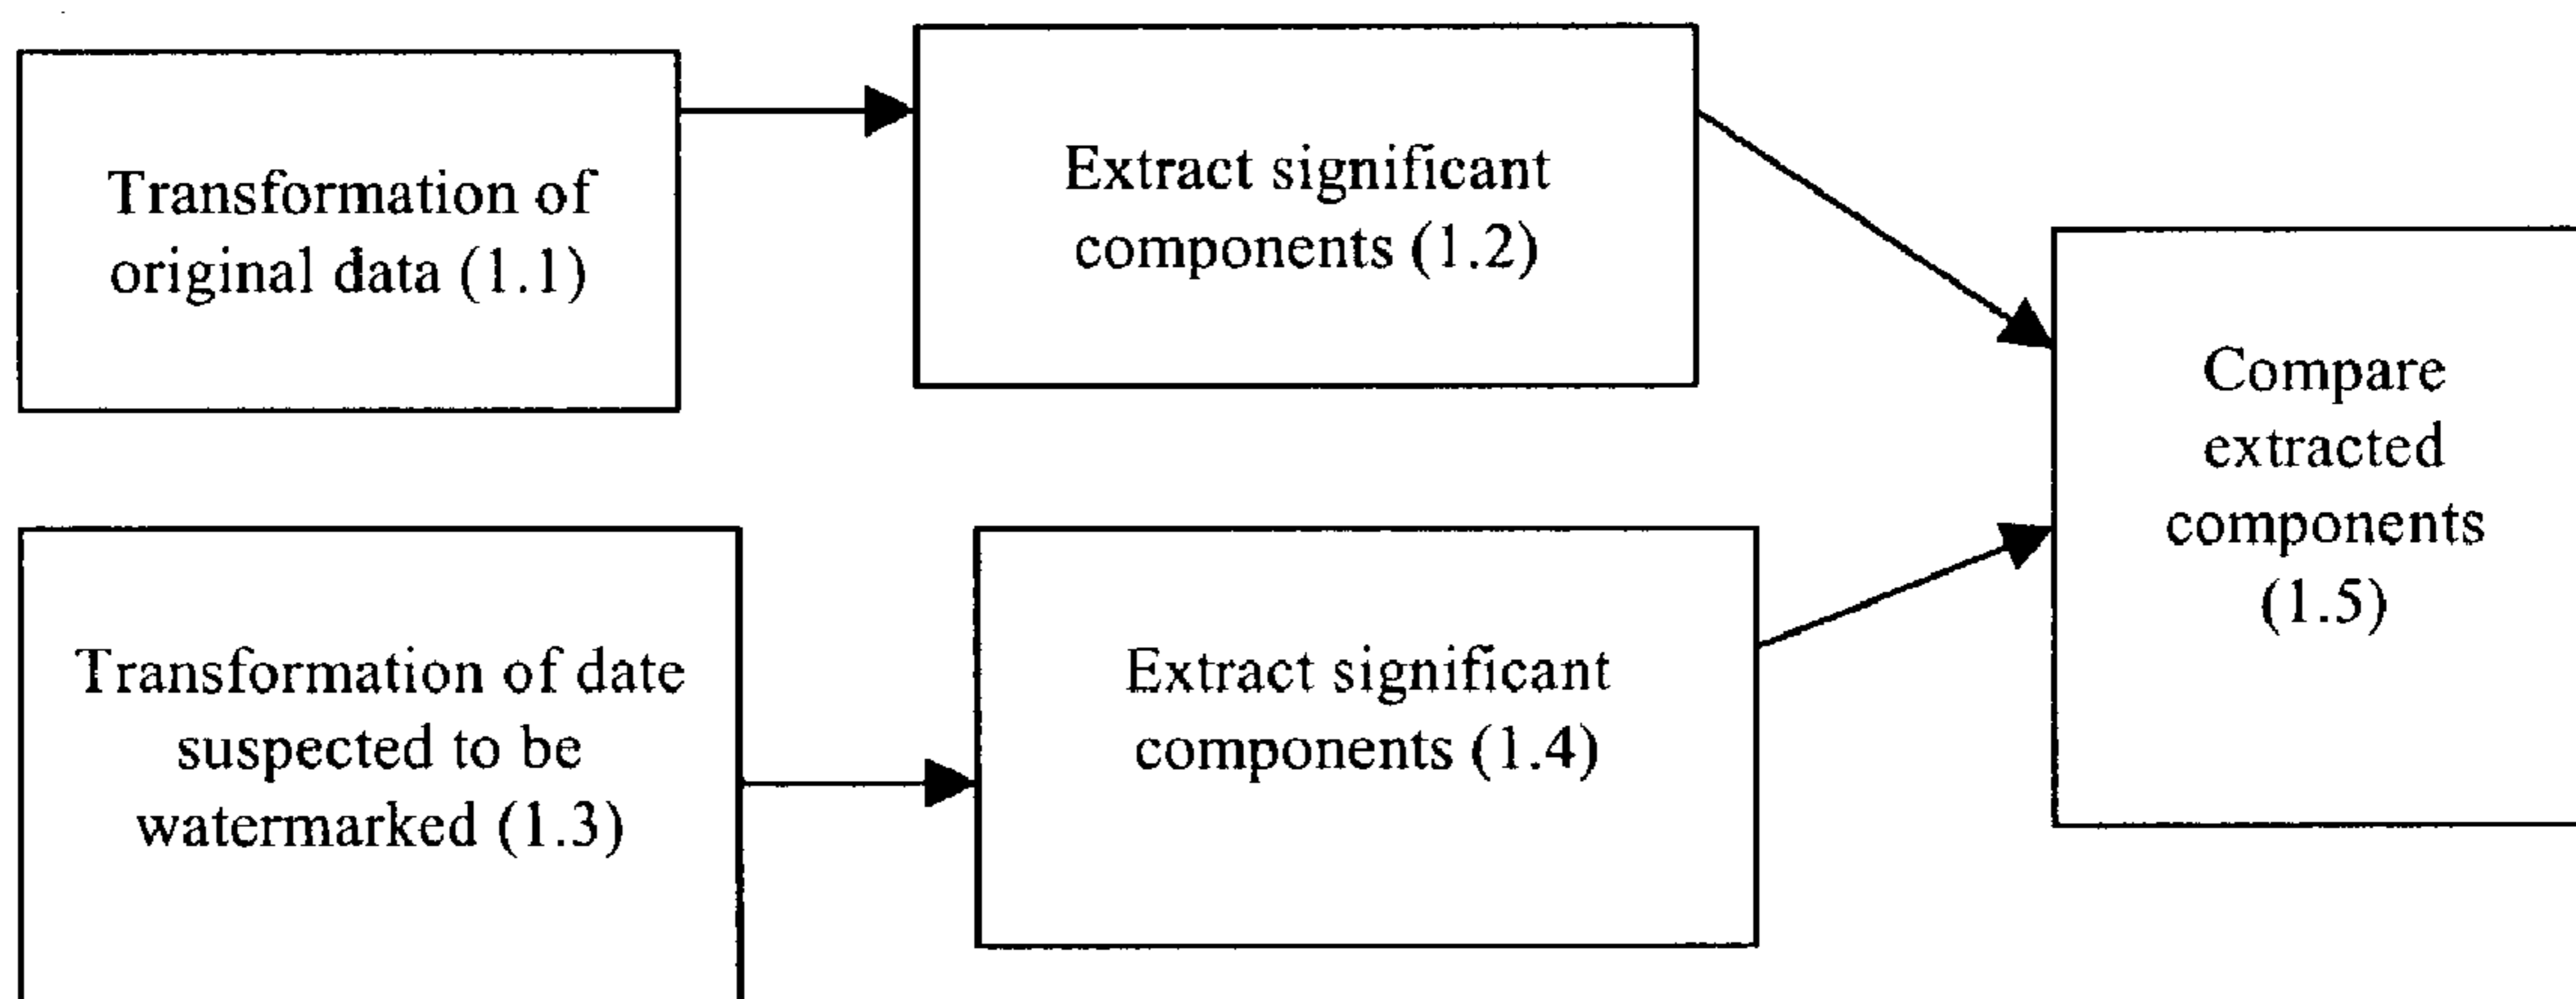 Transformation of
original data (1.1)
Extract significant
components (1.2)
Transformation of date
suspected to be
watermarked (1.3)
Extract significant
components (1.4)
Compare
extracted
components
(1.5)